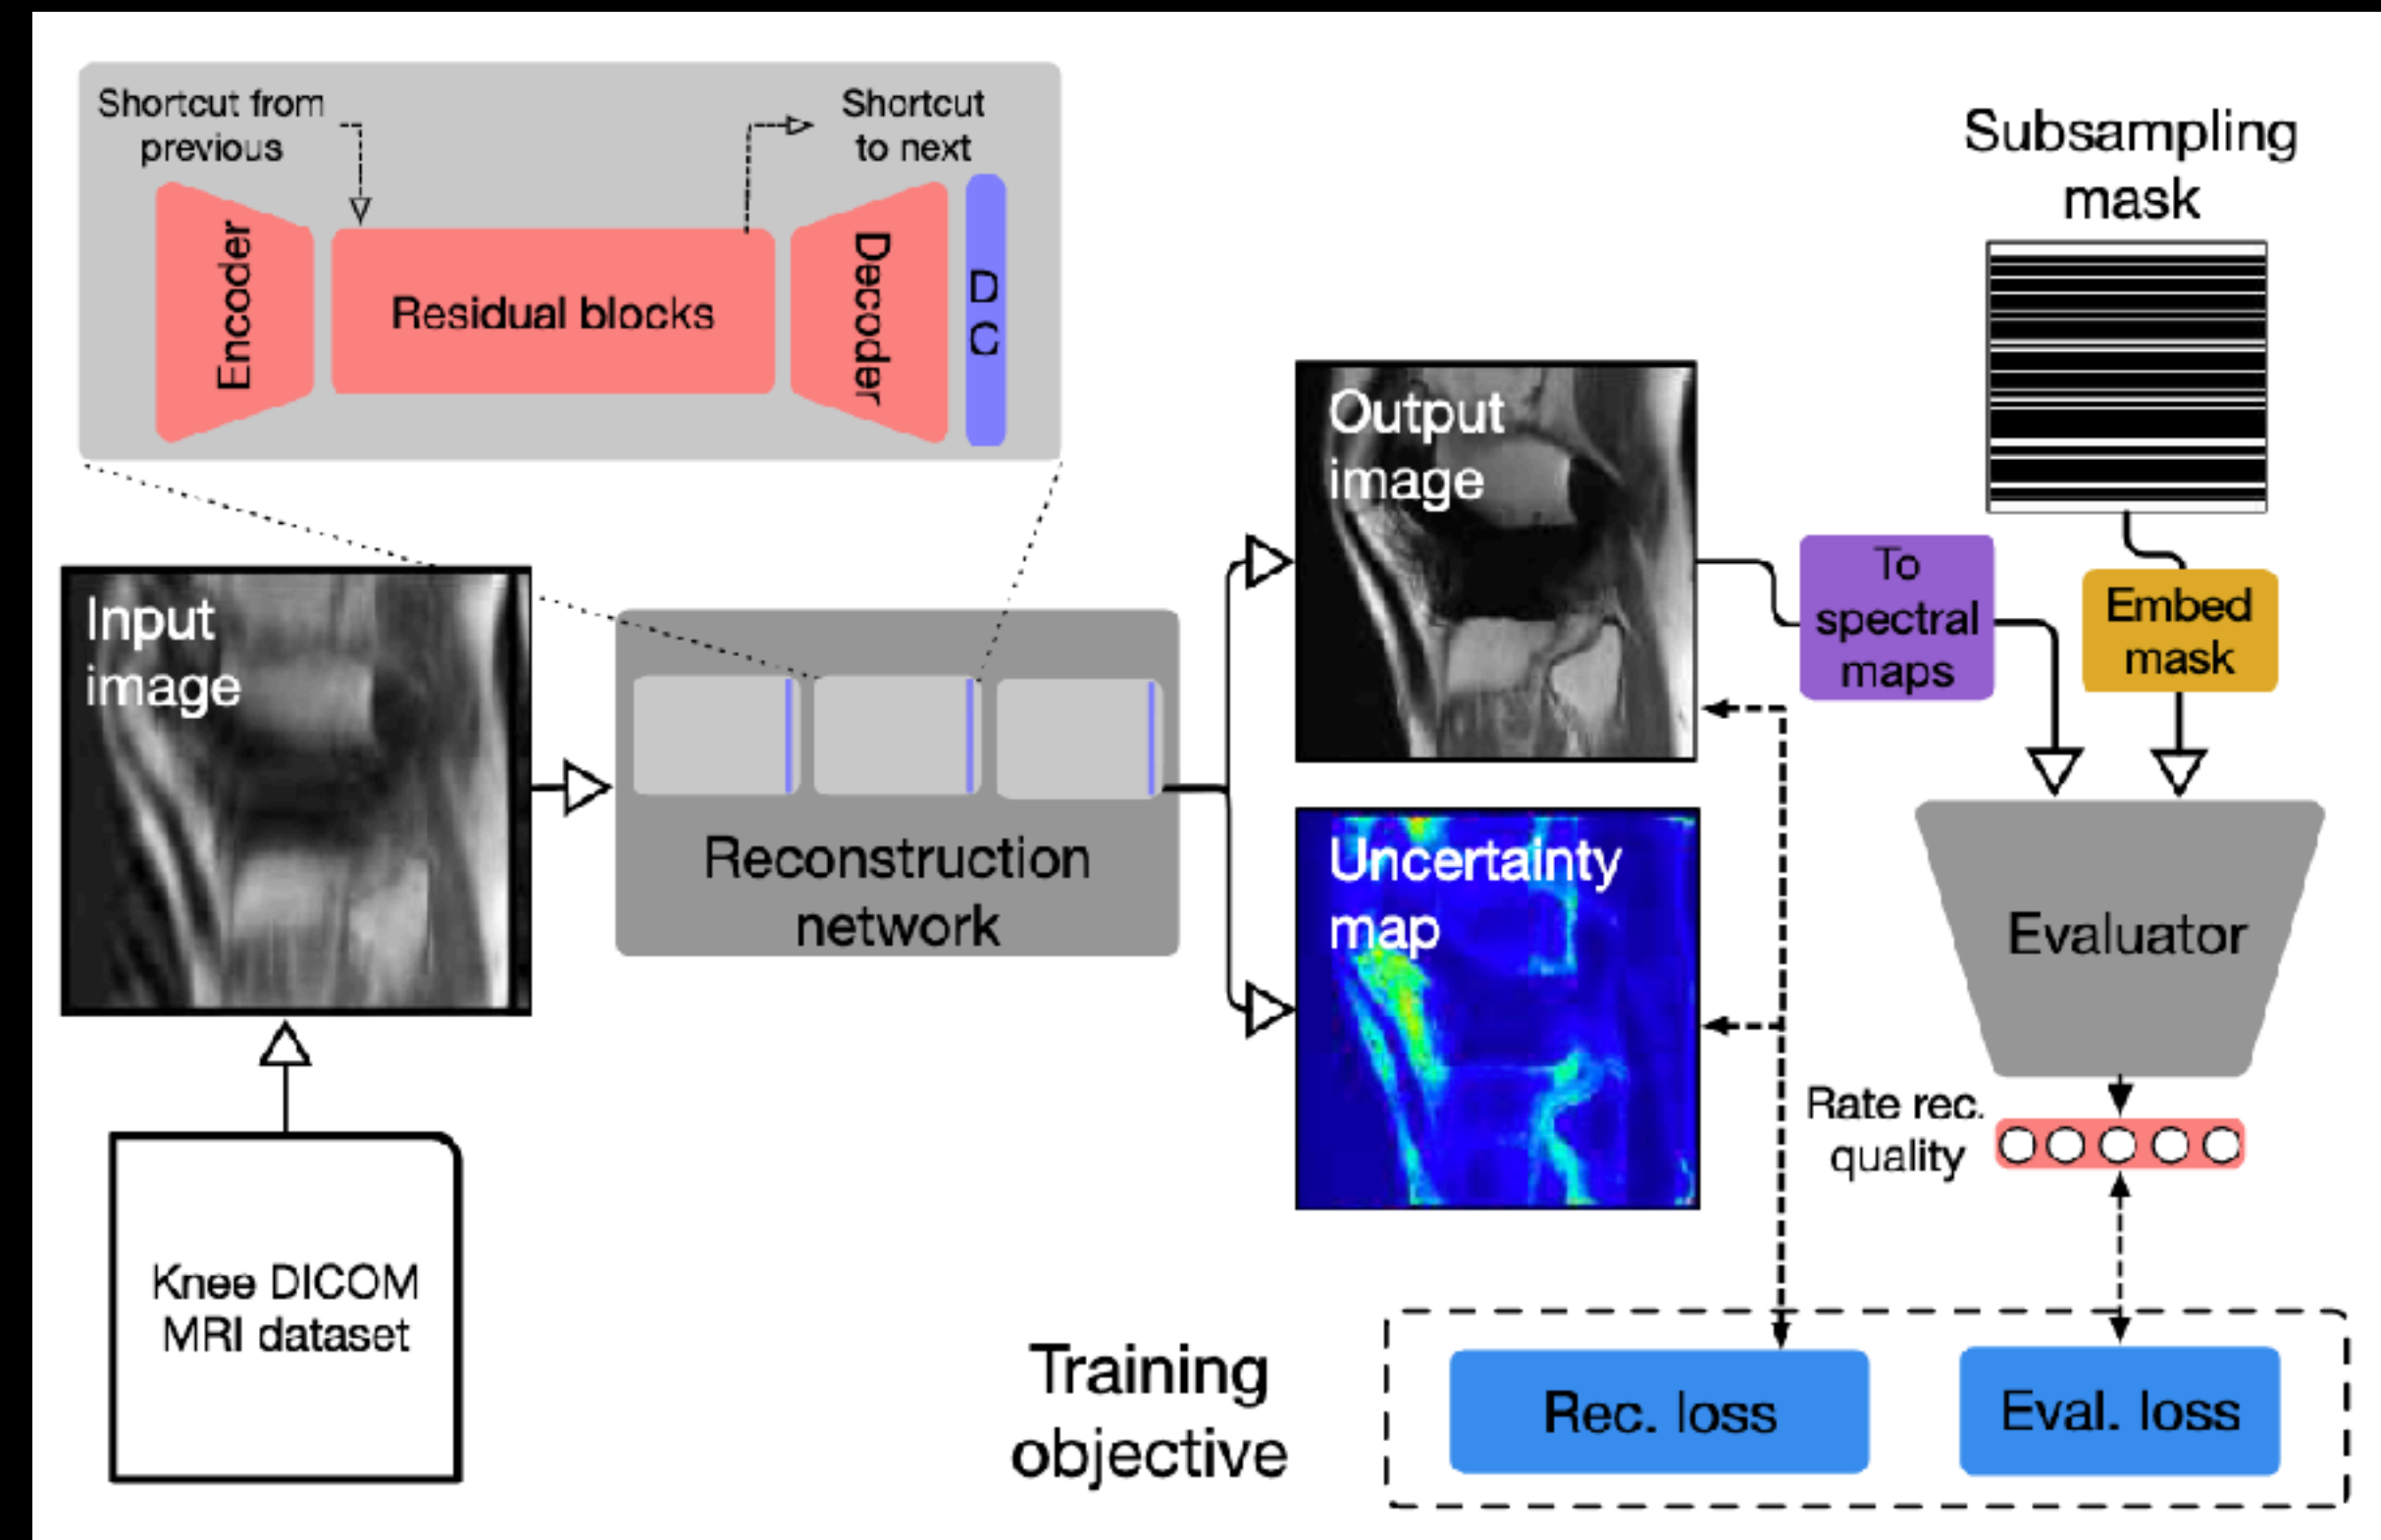 Shortcut from
previous
Shortcut
to next
Encoder
Residual blocks
Decoder
D
C
Subsampling
mask
Input
image
Output
image
To
spectral
maps
Embed
mask
Reconstruction
network
Uncertainty
map
Evaluator
Rate rec.
quality
Knee DICOM
MRI dataset
Training
objective
Rec. loss
Eval. loss